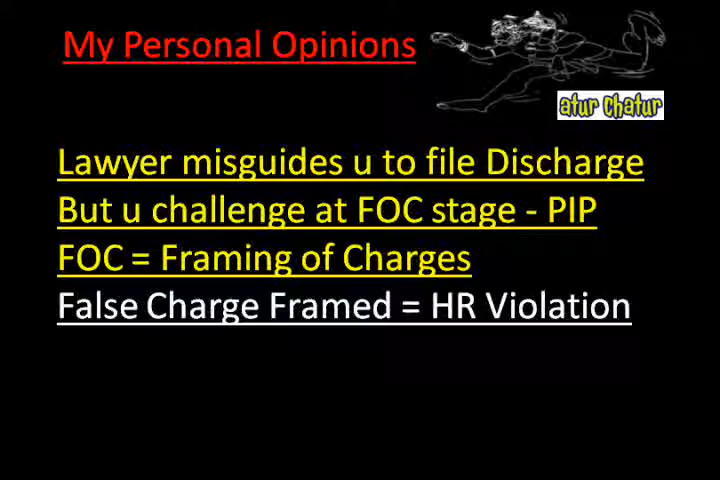 My Personal Opinions
atur chatur
Lawyer misguides u to file Discharge
But u challenge at FOC stage - PIP
FOC = Framing of Charges
False Charge Framed = HR Violation